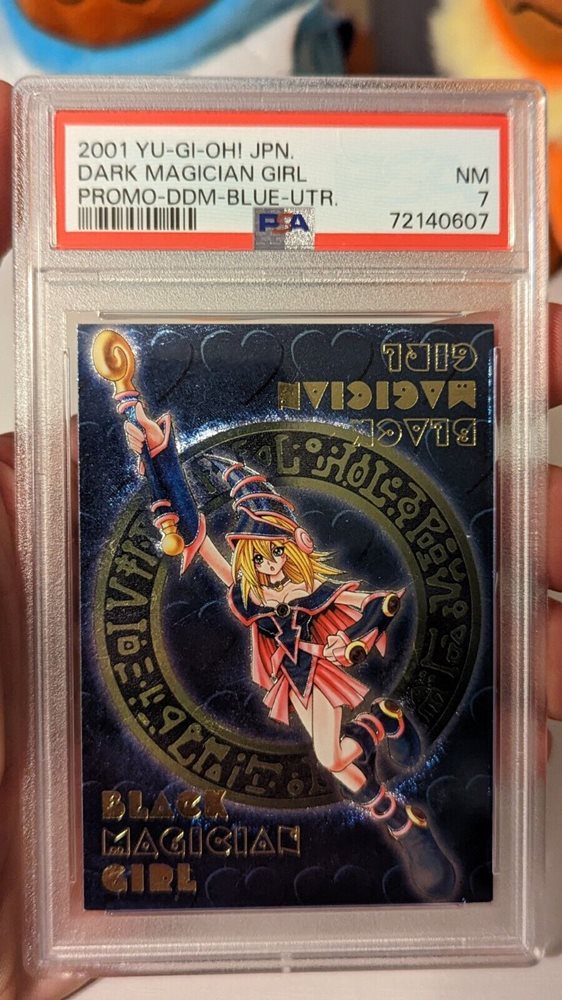 2001 YU-GI-OH! JPN.
DARK MAGICIAN GIRL NM
PROMO-DDM-BLUE-UTR. 7
PSA 72140607
BLACK
MAGICIAN
GIRL
BLACK
MAGICIAN
GIRL